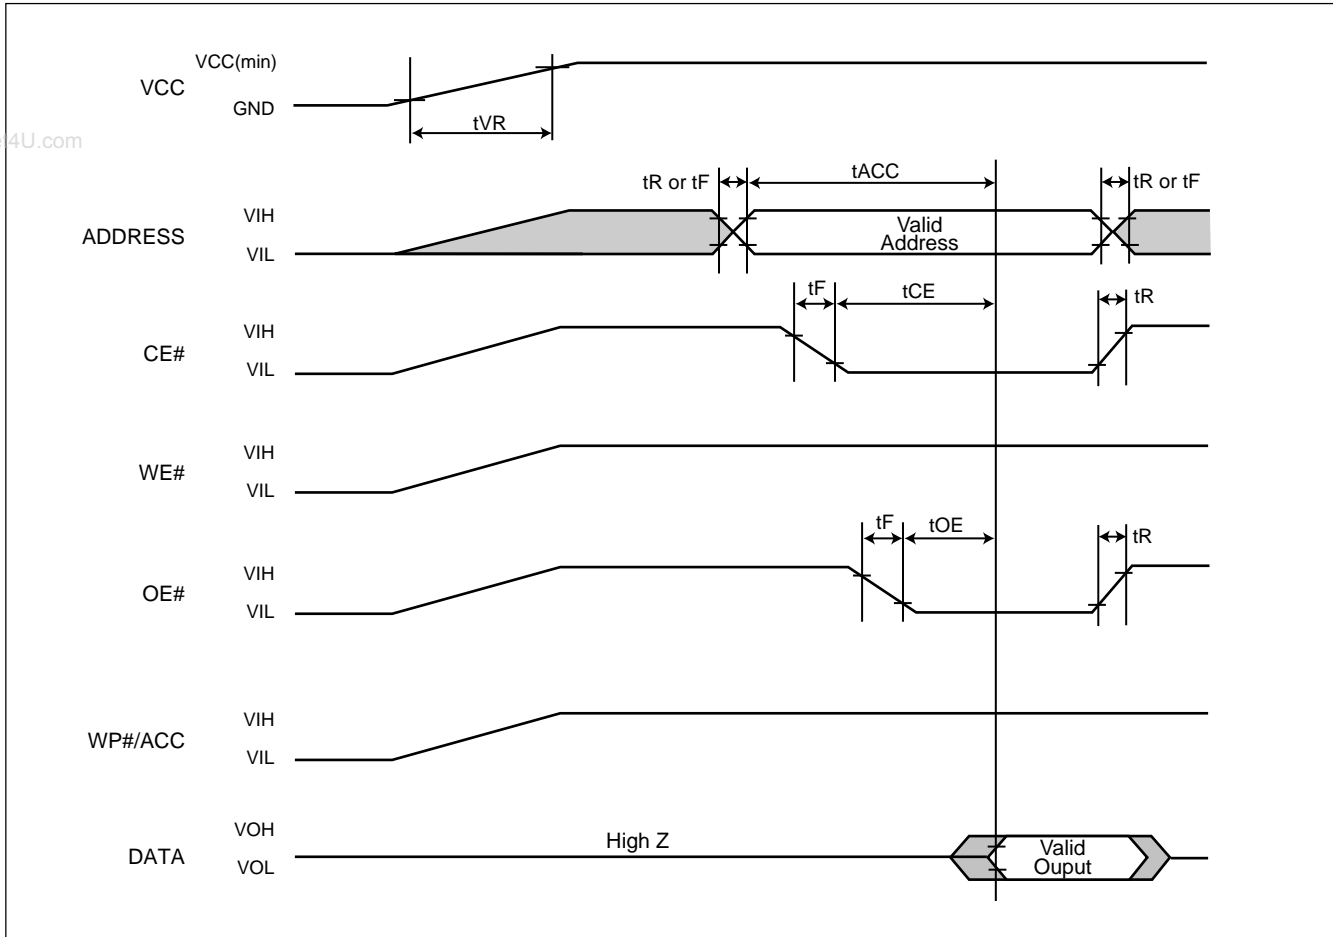 VCC(min)
VCC
GND
tVR
4U.com
tR or tF
tACC
tR or tF
VIH
ADDRESS
VIL
Valid
Address
tF
tCE
tR
VIH
CE#
VIL
VIH
WE#
VIL
tF
tOE
tR
VIH
OE#
VIL
VIH
WP#/ACC
VIL
VOH
DATA
VOL
High Z
Valid
Ouput